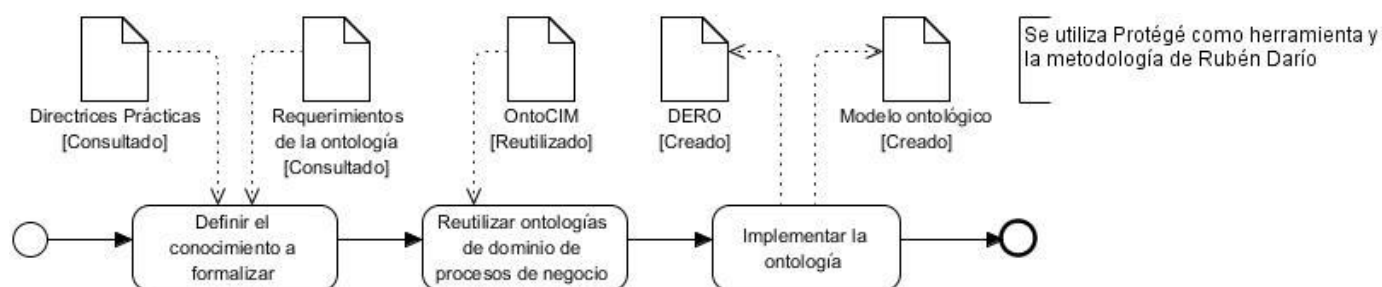 Se utiliza Protégé como herramienta y
la metodología de Rubén Darío
Directrices Prácticas
[Consultado]
Requerimientos
de la ontología
[Consultado]
OntoCIM
[Reutilizado]
DERO
[Creado]
Modelo ontológico
[Creado]
Definir el
conocimiento a
formalizar
Reutilizar ontologías
de dominio de
procesos de negocio
Implementar la
ontología